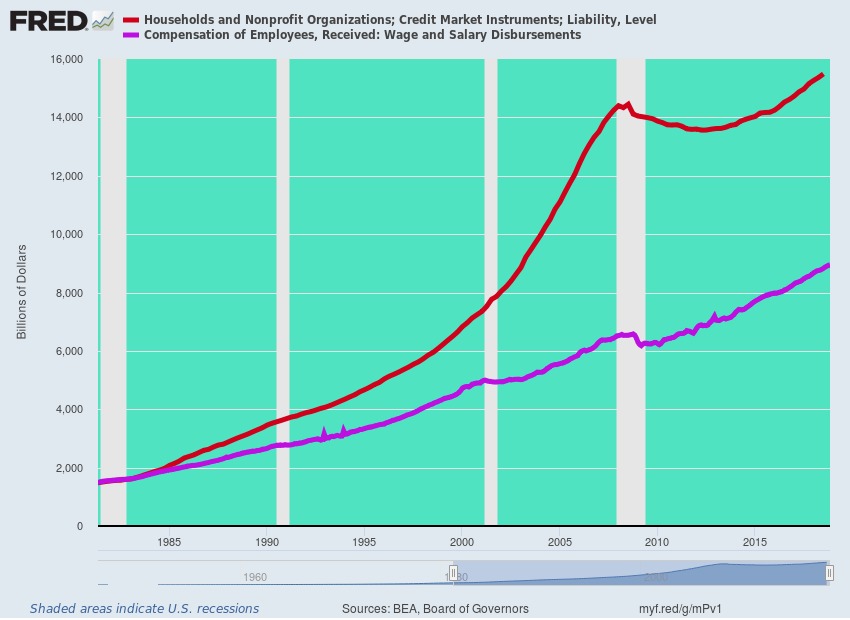 FRED
Households and Nonprofit Organizations; Credit Market Instruments; Liability, Level
Compensation of Employees, Received: Wage and Salary Disbursements
16,000
14,000
12,000
10,000
8,000
6,000
4,000
2,000
0
Billions of Dollars
1985 1990 1995 2000 2005 2010 2015
1960 1980 2000
Shaded areas indicate U.S. recessions Sources: BEA, Board of Governors myf.red/g/mPv1